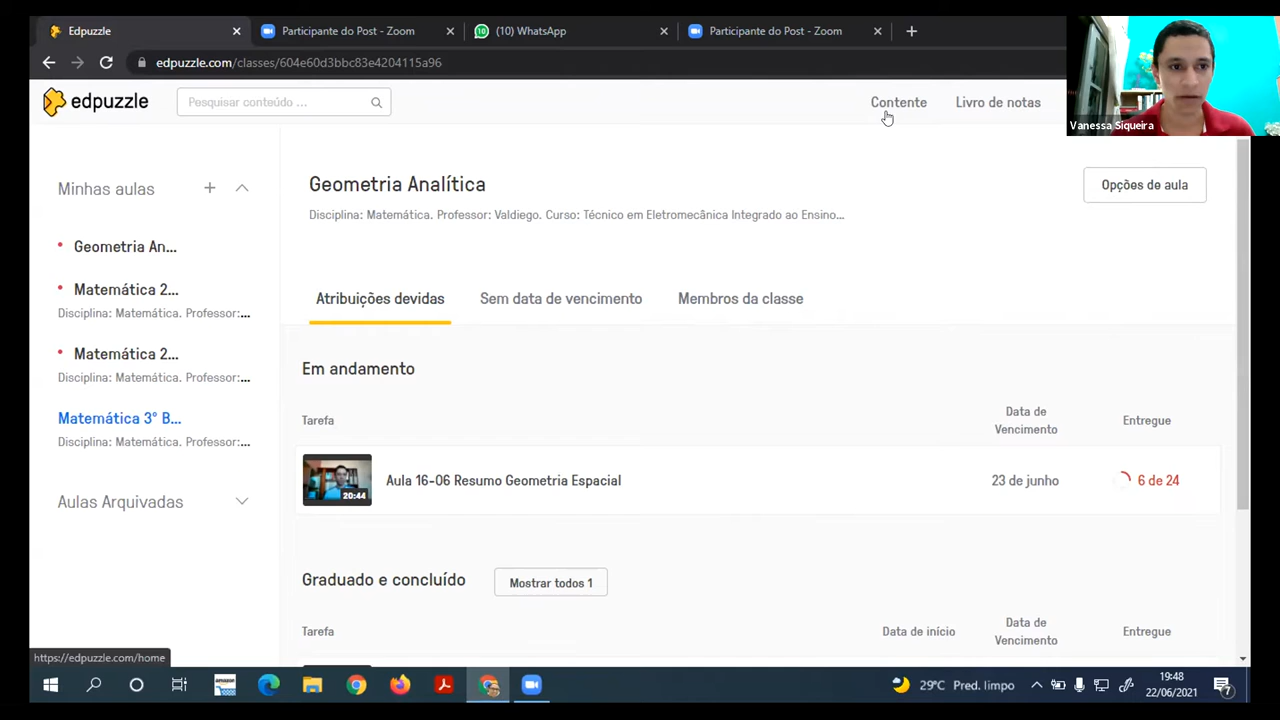 Edpuzzle
Participante do Post - Zoom
(10) WhatsApp
Participante do Post - Zoom
edpuzzle.com/classes/604e60d3bbc83e4204115a96
edpuzzle
Pesquisar conteúdo ...
Contente
Livro de notas
Vanessa Siqueira
Minhas aulas
Geometria Analítica
Opções de aula
Disciplina: Matemática. Professor: Valdiego. Curso: Técnico em Eletromecânica Integrado ao Ensino...
Geometria An...
Matemática 2...
Disciplina: Matemática. Professor:...
Matemática 2...
Disciplina: Matemática. Professor:...
Matemática 3° B...
Disciplina: Matemática. Professor:...
Aulas Arquivadas
Atribuições devidas
Sem data de vencimento
Membros da classe
Em andamento
Tarefa
Data de
Vencimento
Entregue
20:44
Aula 16-06 Resumo Geometria Espacial
23 de junho
6 de 24
Graduado e concluído
Mostrar todos 1
Tarefa
Data de início
Data de
Vencimento
Entregue
https://edpuzzle.com/home
amazon
29°C Pred. limpo
19:48
22/06/2021
7